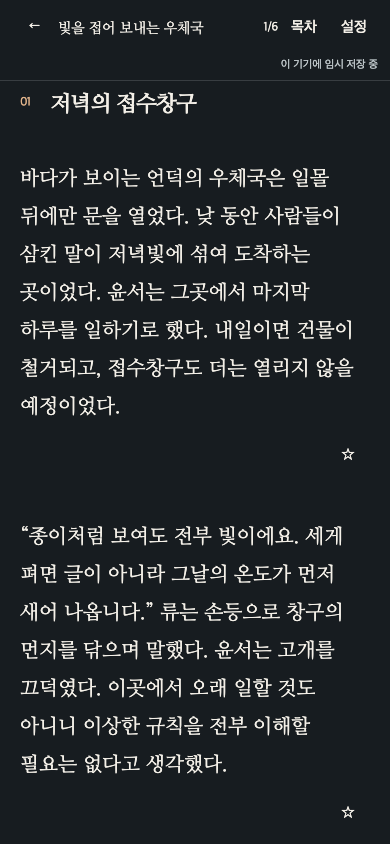 ← 빛을 접어 보내는 우체국 1/6 목차 설정
이 기기에 임시 저장 중
01 저녁의 접수창구
바다가 보이는 언덕의 우체국은 일몰
뒤에만 문을 열었다. 낮 동안 사람들이
삼킨 말이 저녁빛에 섞여 도착하는
곳이었다. 윤서는 그곳에서 마지막
하루를 일하기로 했다. 내일이면 건물이
철거되고, 접수창구도 더는 열리지 않을
예정이었다.
☆
“종이처럼 보여도 전부 빛이에요. 세게
펴면 글이 아니라 그날의 온도가 먼저
새어 나옵니다.” 류는 손등으로 창구의
먼지를 닦으며 말했다. 윤서는 고개를
끄덕였다. 이곳에서 오래 일할 것도
아니니 이상한 규칙을 전부 이해할
필요는 없다고 생각했다.
☆